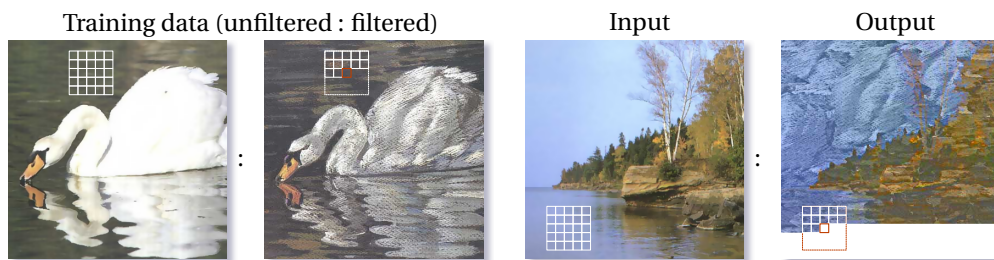 Training data (unfiltered : filtered)
Input
Output
:
: